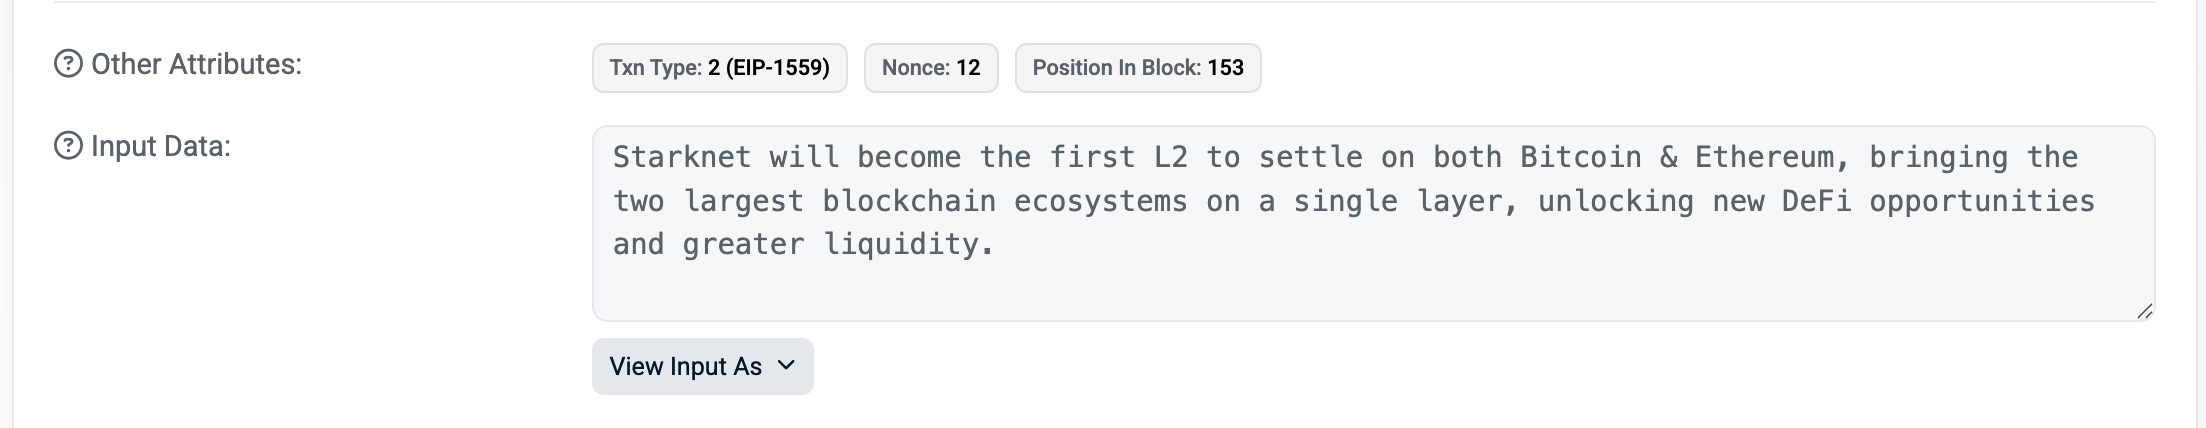 Other Attributes:
Txn Type: 2 (EIP-1559) Nonce: 12 Position In Block: 153
Input Data:
Starknet will become the first L2 to settle on both Bitcoin & Ethereum, bringing the
two largest blockchain ecosystems on a single layer, unlocking new DeFi opportunities
and greater liquidity.
View Input As